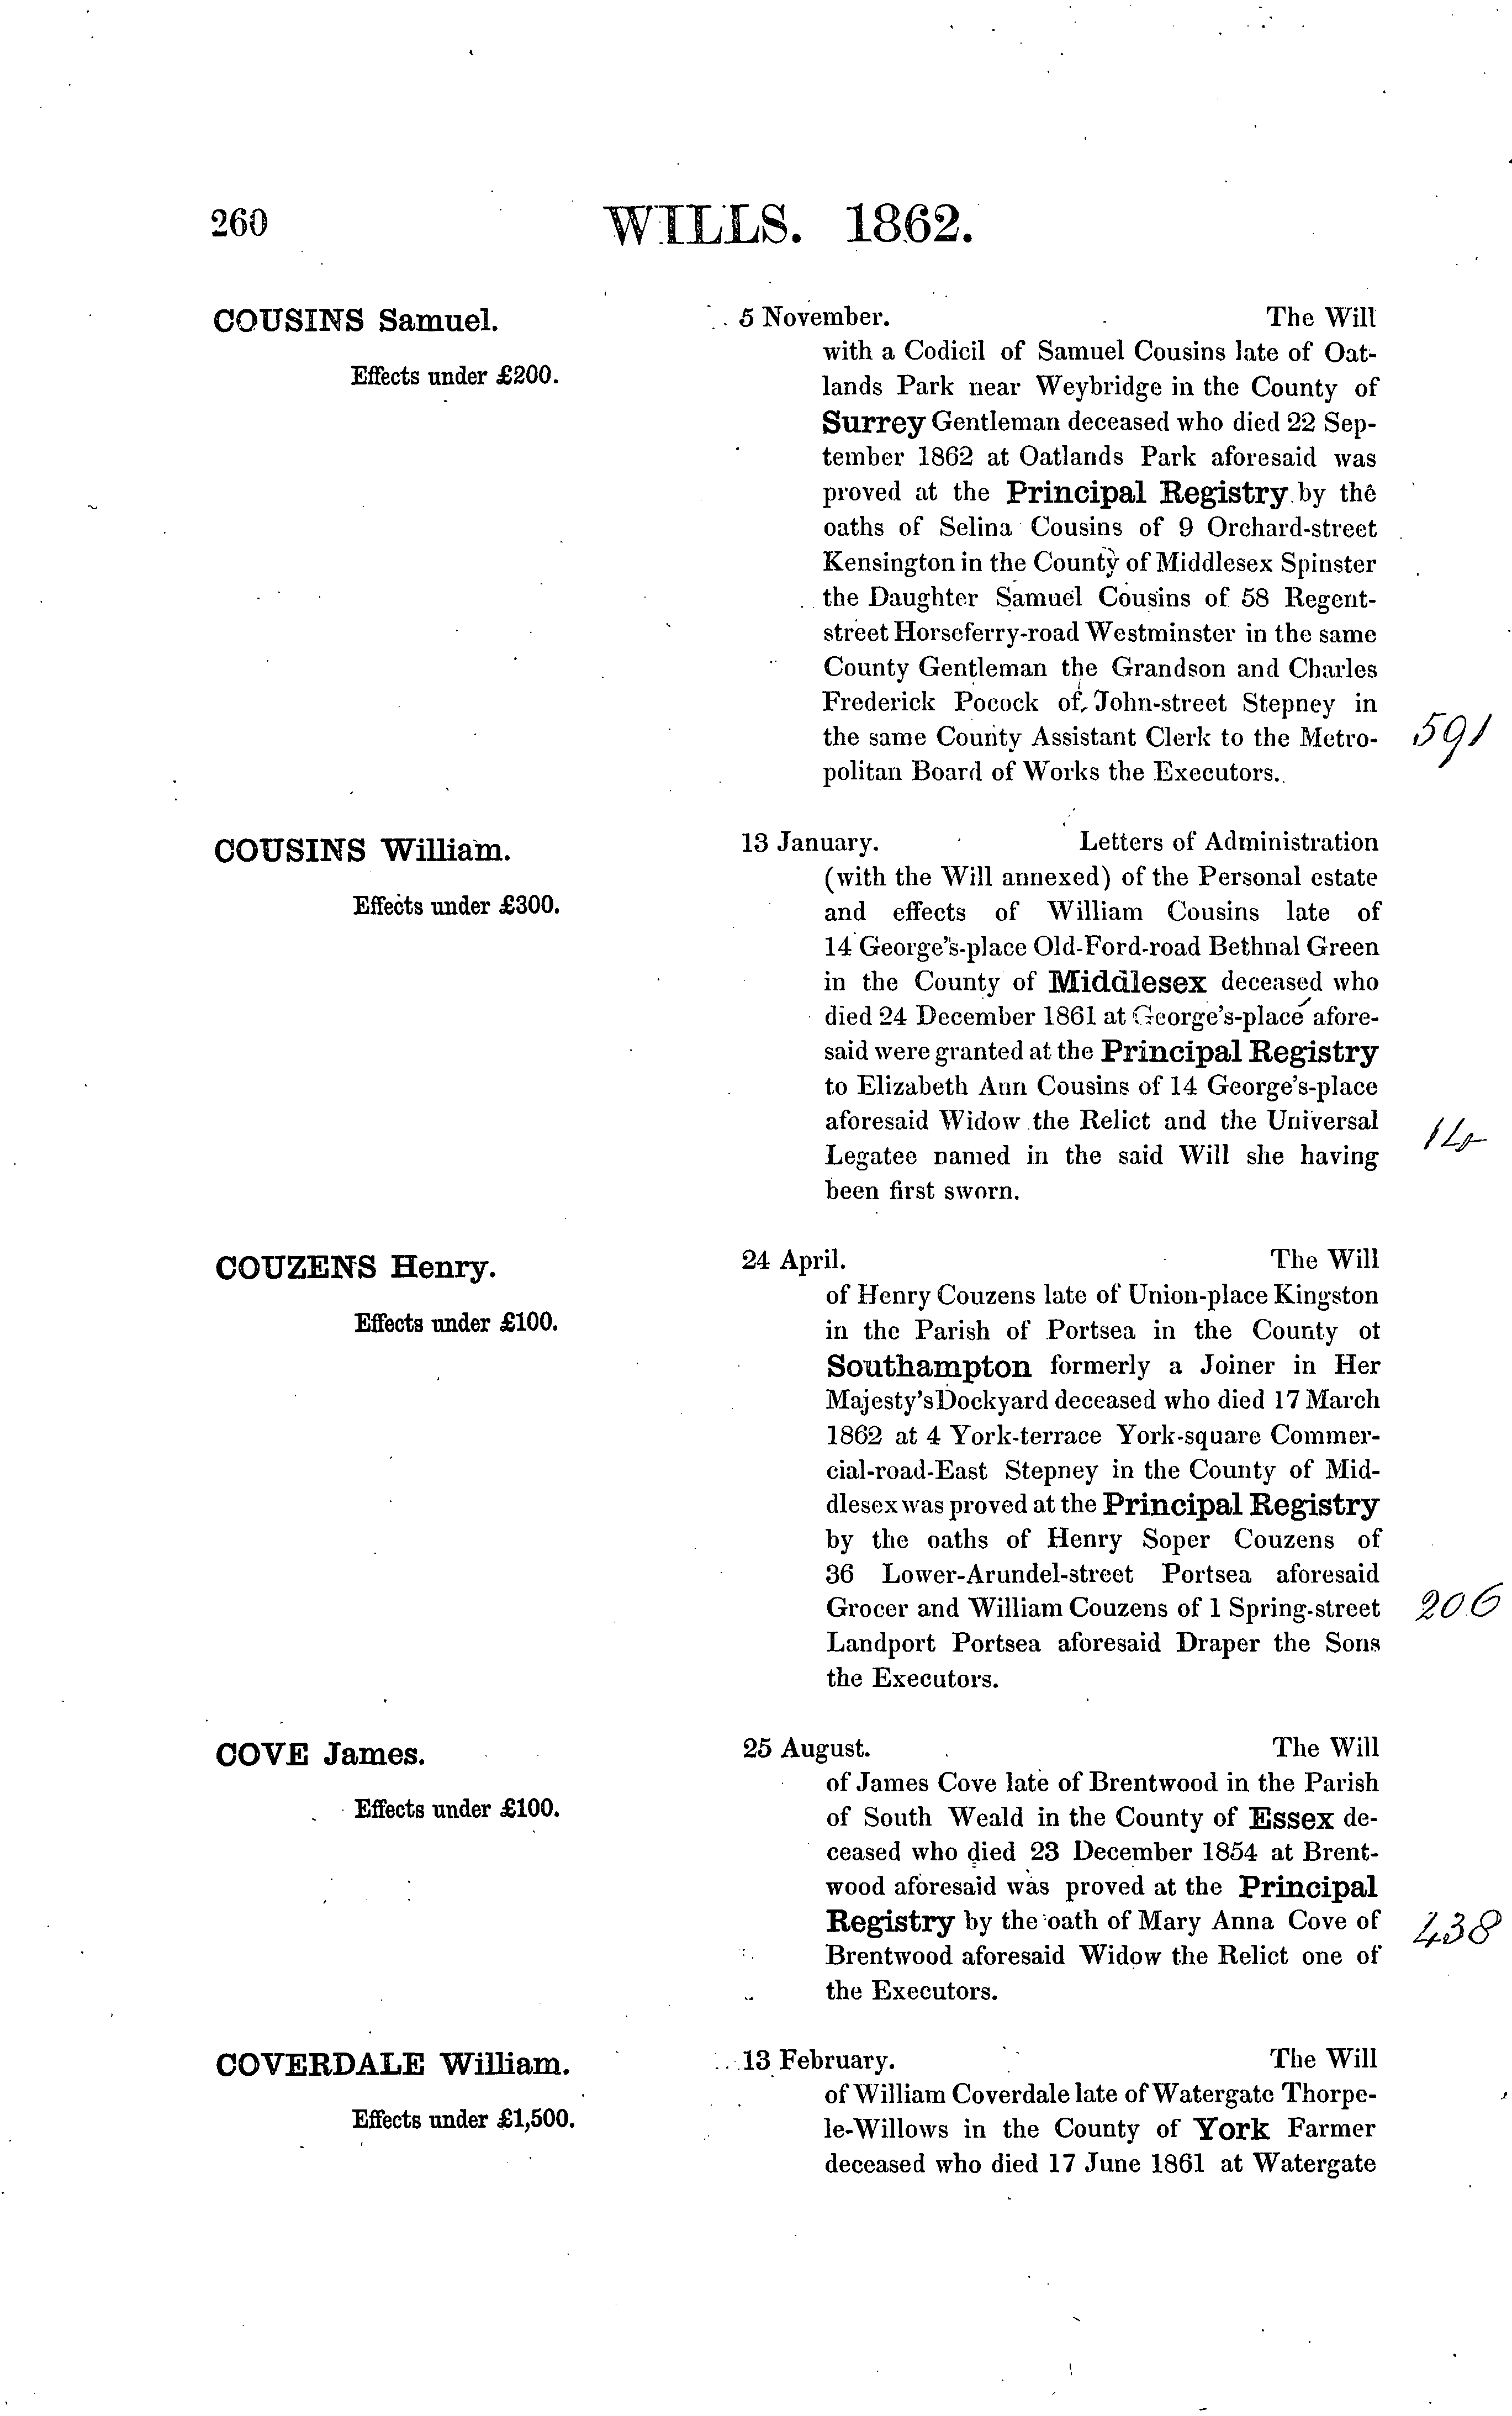 260
WILLS. 1862.
COUSINS Samuel.
Effects under £200.
5 November. The Will
with a Codicil of Samuel Cousins late of Oat-
lands Park near Weybridge in the County of
Surrey Gentleman deceased who died 22 Sep-
tember 1862 at Oatlands Park aforesaid was
proved at the Principal Registry by the
oaths of Selina Cousins of 9 Orchard-street
Kensington in the County of Middlesex Spinster
the Daughter Samuel Cousins of 58 Regent-
street Horseferry-road Westminster in the same
County Gentleman the Grandson and Charles
Frederick Pocock of John-street Stepney in
the same County Assistant Clerk to the Metro-
politan Board of Works the Executors.
591
COUSINS William.
Effects under £300.
13 January. Letters of Administration
(with the Will annexed) of the Personal estate
and effects of William Cousins late of
14 George's-place Old-Ford-road Bethnal Green
in the County of Middlesex deceased who
died 24 December 1861 at George's-place afore-
said were granted at the Principal Registry
to Elizabeth Ann Cousins of 14 George's-place
aforesaid Widow the Relict and the Universal
Legatee named in the said Will she having
been first sworn.
14
COUZENS Henry.
Effects under £100.
24 April. The Will
of Henry Couzens late of Union-place Kingston
in the Parish of Portsea in the County of
Southampton formerly a Joiner in Her
Majesty's Dockyard deceased who died 17 March
1862 at 4 York-terrace York-square Commer-
cial-road-East Stepney in the County of Mid-
dlesex was proved at the Principal Registry
by the oaths of Henry Soper Couzens of
36 Lower-Arundel-street Portsea aforesaid
Grocer and William Couzens of 1 Spring-street
Landport Portsea aforesaid Draper the Sons
the Executors.
206
COVE James.
Effects under £100.
25 August. The Will
of James Cove late of Brentwood in the Parish
of South Weald in the County of Essex de-
ceased who died 23 December 1854 at Brent-
wood aforesaid was proved at the Principal
Registry by the oath of Mary Anna Cove of
Brentwood aforesaid Widow the Relict one of
the Executors.
438
COVERDALE William.
Effects under £1,500.
13 February. The Will
of William Coverdale late of Watergate Thorpe-
le-Willows in the County of York Farmer
deceased who died 17 June 1861 at Watergate